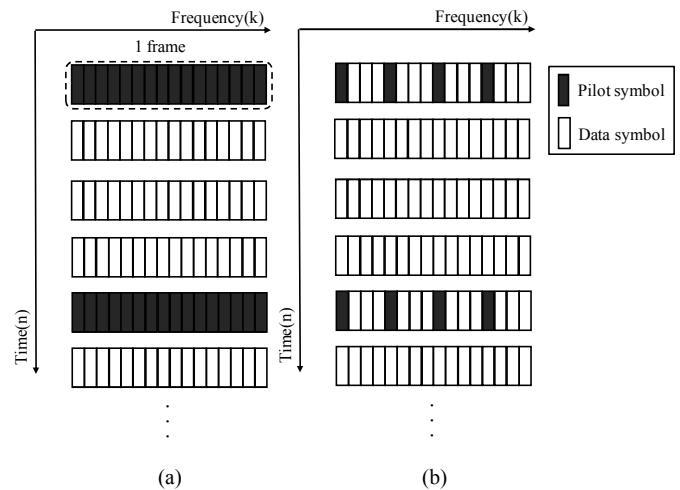 Frequency(k)
Frequency(k)
1 frame
Pilot symbol
Data symbol
Time(n)
Time(n)
(a)
(b)